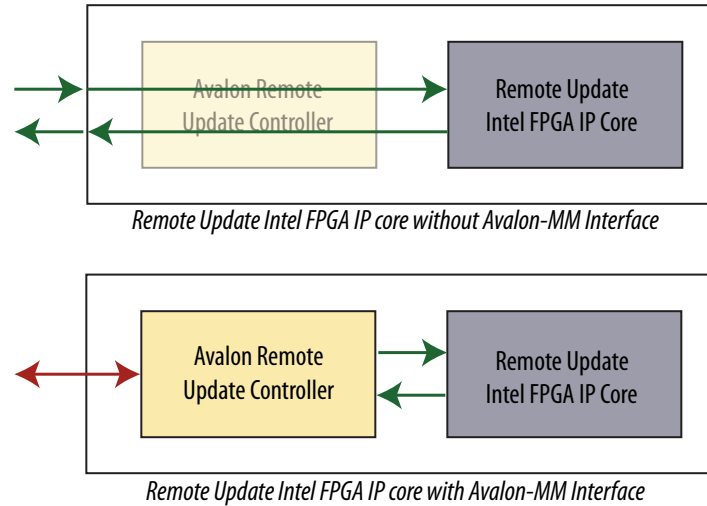 Avalon Remote
Update Controller
Remote Update
Intel FPGA IP Core
Remote Update Intel FPGA IP core without Avalon-MM Interface
Avalon Remote
Update Controller
Remote Update
Intel FPGA IP Core
Remote Update Intel FPGA IP core with Avalon-MM Interface